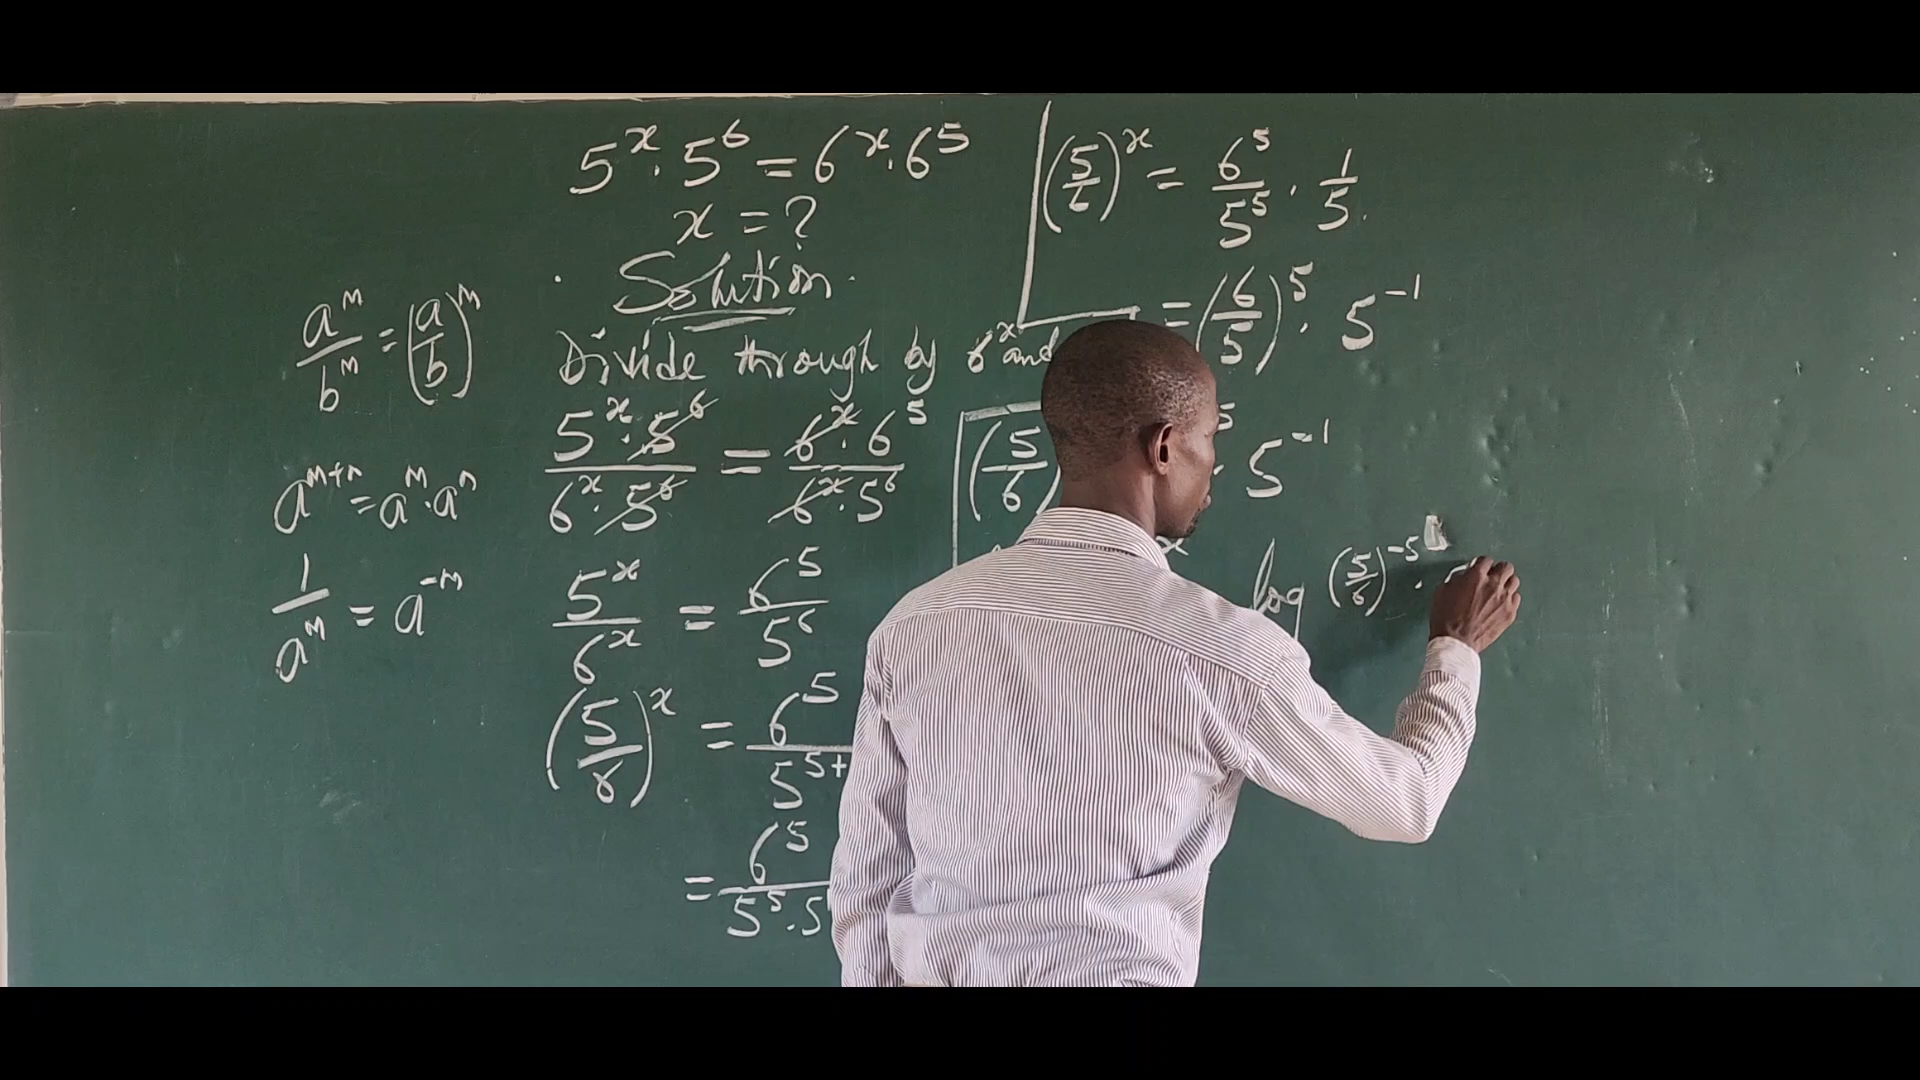 5^x · 5^6 = 6^x · 6^5
x = ?
Solution
Divide through by 6^x and
(5^x · 5^6)/(6^x · 5^6) = (6^x · 6^5)/(6^x · 5^6)
5^x/6^x = 6^5/5^6
(5/6)^x = 6^5/5^{5+
= 6^5/(5^5 · 5
a^m/b^m = (a/b)^m
a^{m+n} = a^m · a^n
1/a^m = a^{-m}
(5/6)^x = 6^5/5^5 · 1/5
= (6/5)^5 · 5^{-1}
(5/6) · 5^{-1}
x log (5/6)^{-5} ·